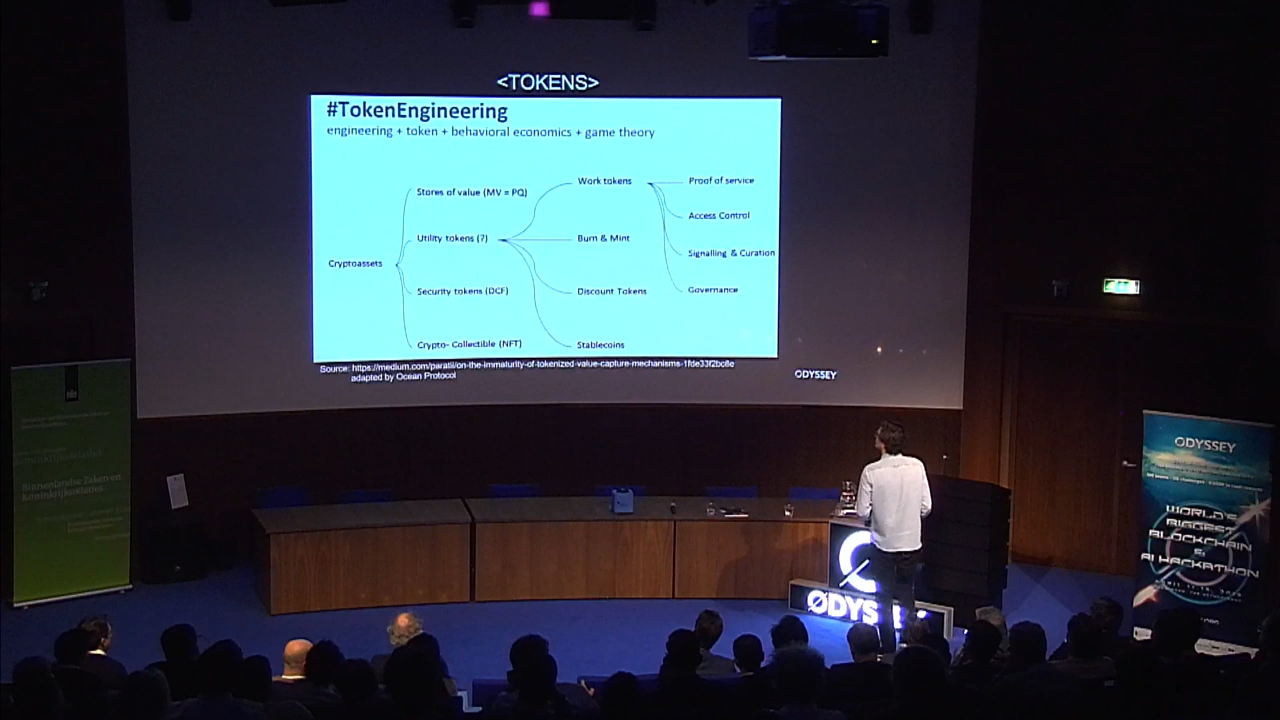 <TOKENS>
#TokenEngineering
engineering + token + behavioral economics + game theory
Work tokens
Proof of service
Stores of value (MV = PQ)
Access Control
Utility tokens (?)
Burn & Mint
Signalling & Curation
Cryptoassets
Security tokens (DCF)
Discount Tokens
Governance
Crypto- Collectible (NFT)
Stablecoins
Source: https://medium.com/paratii/on-the-immaturity-of-tokenized-value-capture-mechanisms-1fde33f2bc8e
adapted by Ocean Protocol
ODYSSEY
Binnenlandse Zaken en
Koninkrijksrelaties
ØDYS
ODYSSEY
WORLD'S
BIGGEST
BLOCKCHAIN
&
AI HACKATHON